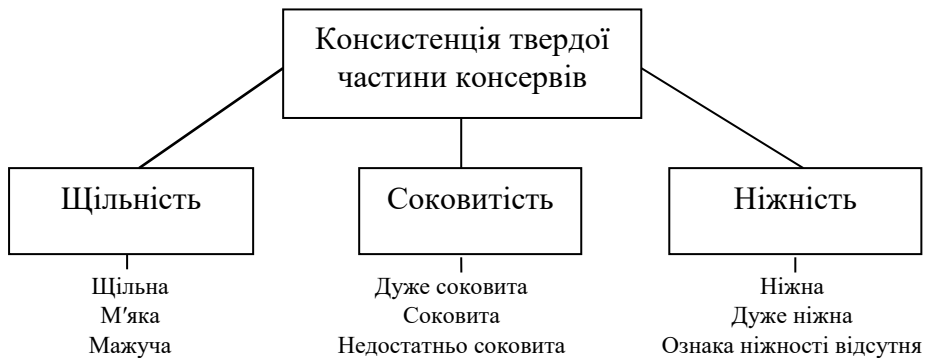 Консистенція твердої
частини консервів
Щільність
Соковитість
Ніжність
Щільна
М'яка
Мажуча
Дуже соковита
Соковита
Недостатньо соковита
Ніжна
Дуже ніжна
Ознака ніжності відсутня